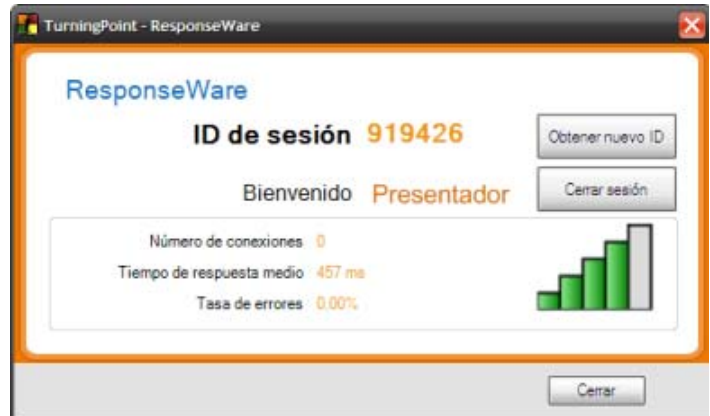 TurningPoint - ResponseWare
ResponseWare
ID de sesión 919426
Obtener nuevo ID
Bienvenido Presentador
Cerrar sesión
Número de conexiones 0
Tiempo de respuesta medio 457 ms
Tasa de errores 0.00%
Cerrar